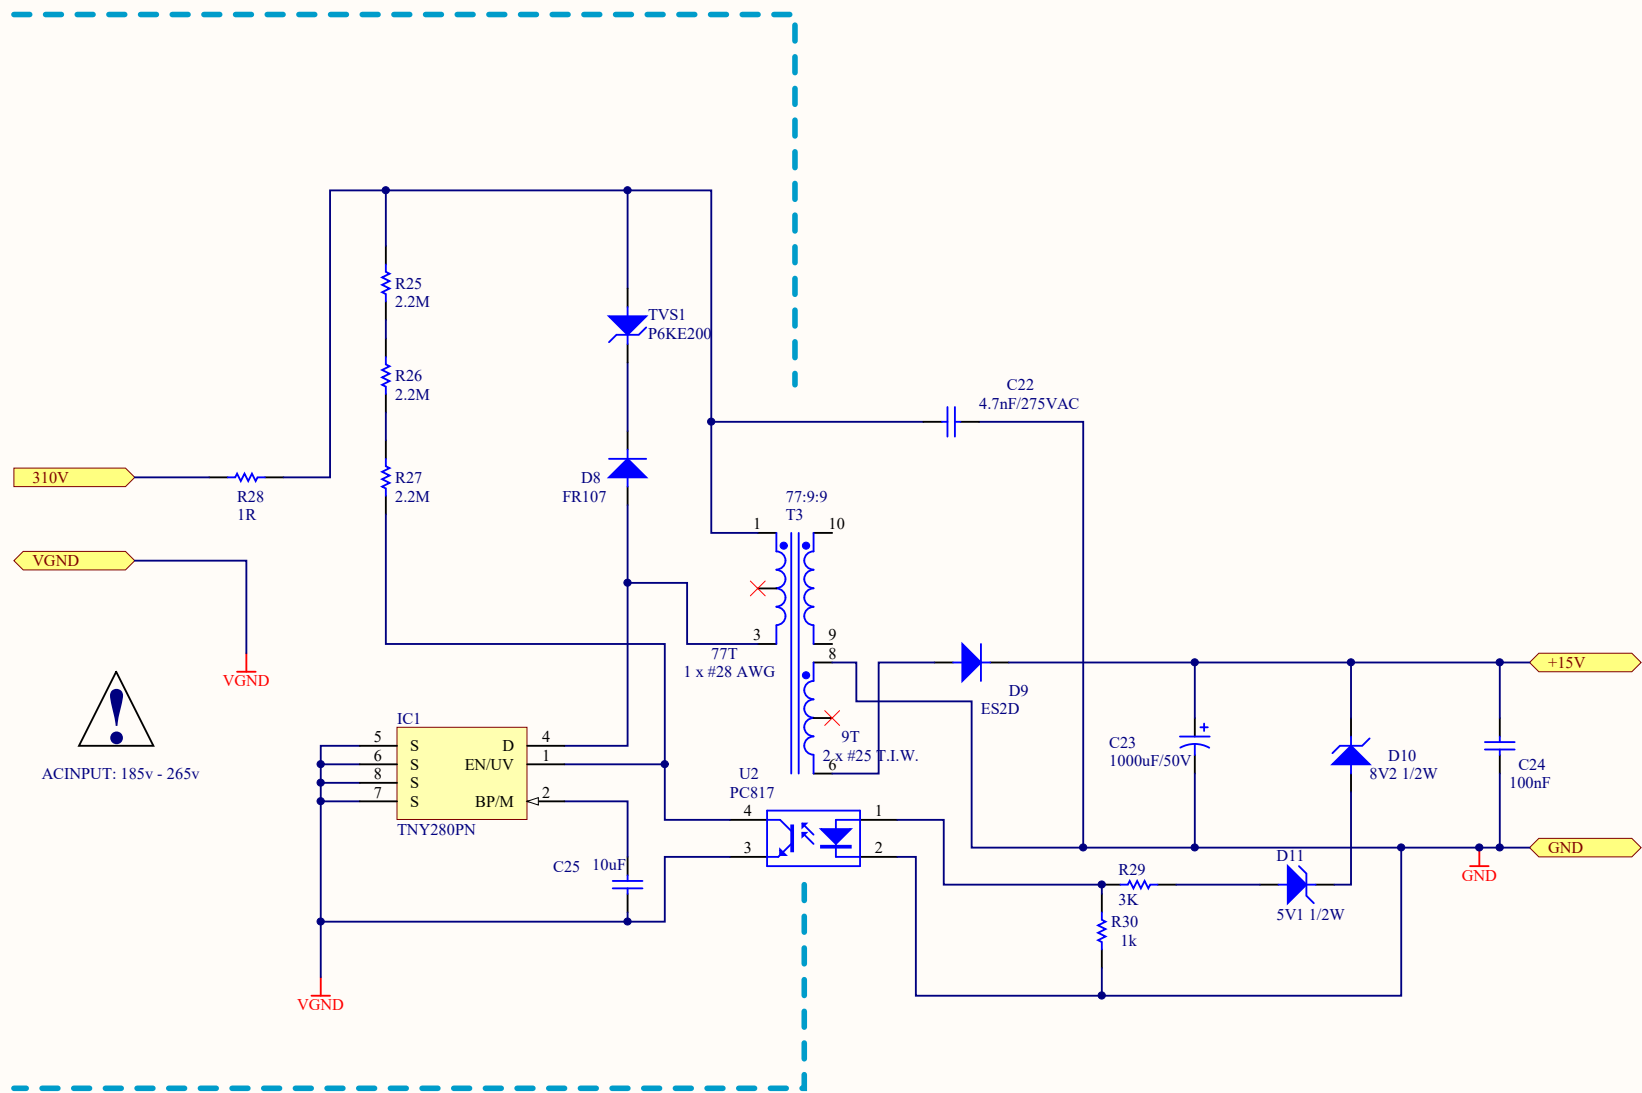 R25
2.2M
TVS1
P6KE200
R26
2.2M
C22
4.7nF/275VAC
310V
R28
1R
R27
2.2M
D8
FR107
77:9:9
T3
1
10
3
9
8
77T
1 x #28 AWG
VGND
VGND
D9
ES2D
+15V
ACINPUT: 185v - 265v
IC1
5
S
D
4
6
S
EN/UV
1
8
S
7
S
BP/M
2
TNY280PN
9T
2 x #25 T.I.W.
6
U2
PC817
4
1
3
2
C23
+
1000uF/50V
D10
8V2 1/2W
C24
100nF
GND
GND
C25
10uF
R29
3K
R30
1k
D11
5V1 1/2W
VGND